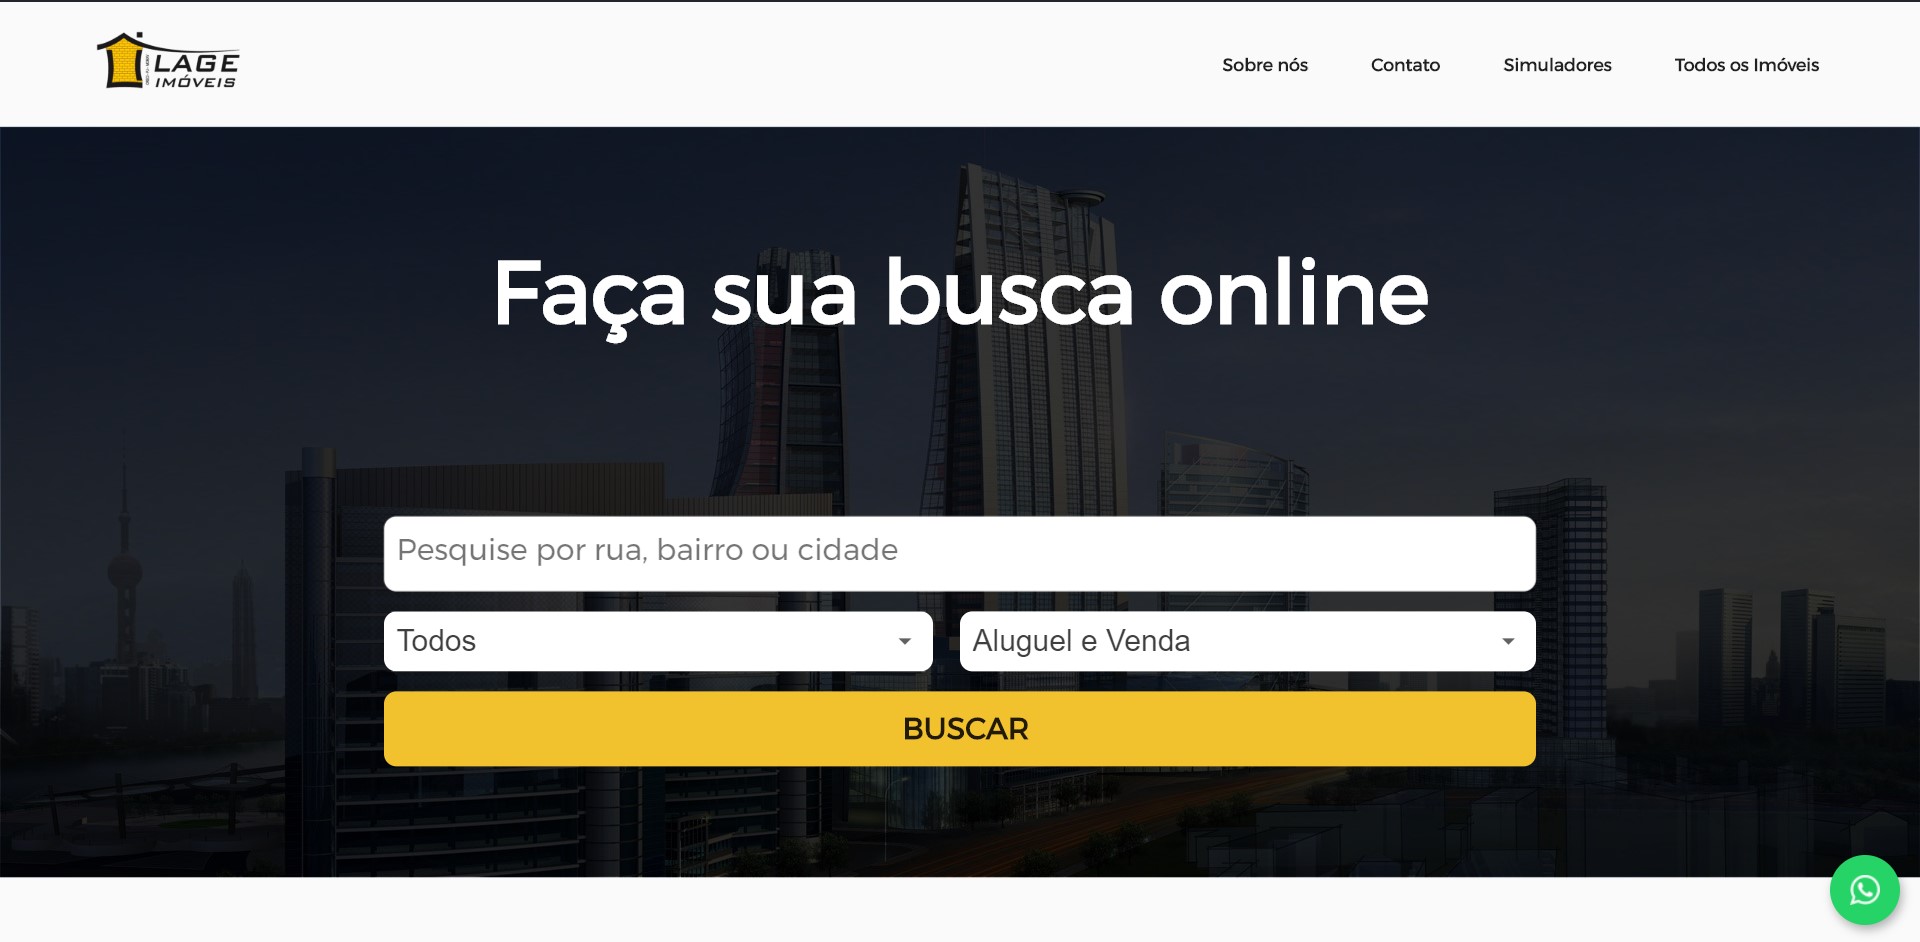 LAGE
IMÓVEIS
Sobre nós
Contato
Simuladores
Todos os Imóveis
Faça sua busca online
Pesquise por rua, bairro ou cidade
Todos
Aluguel e Venda
BUSCAR